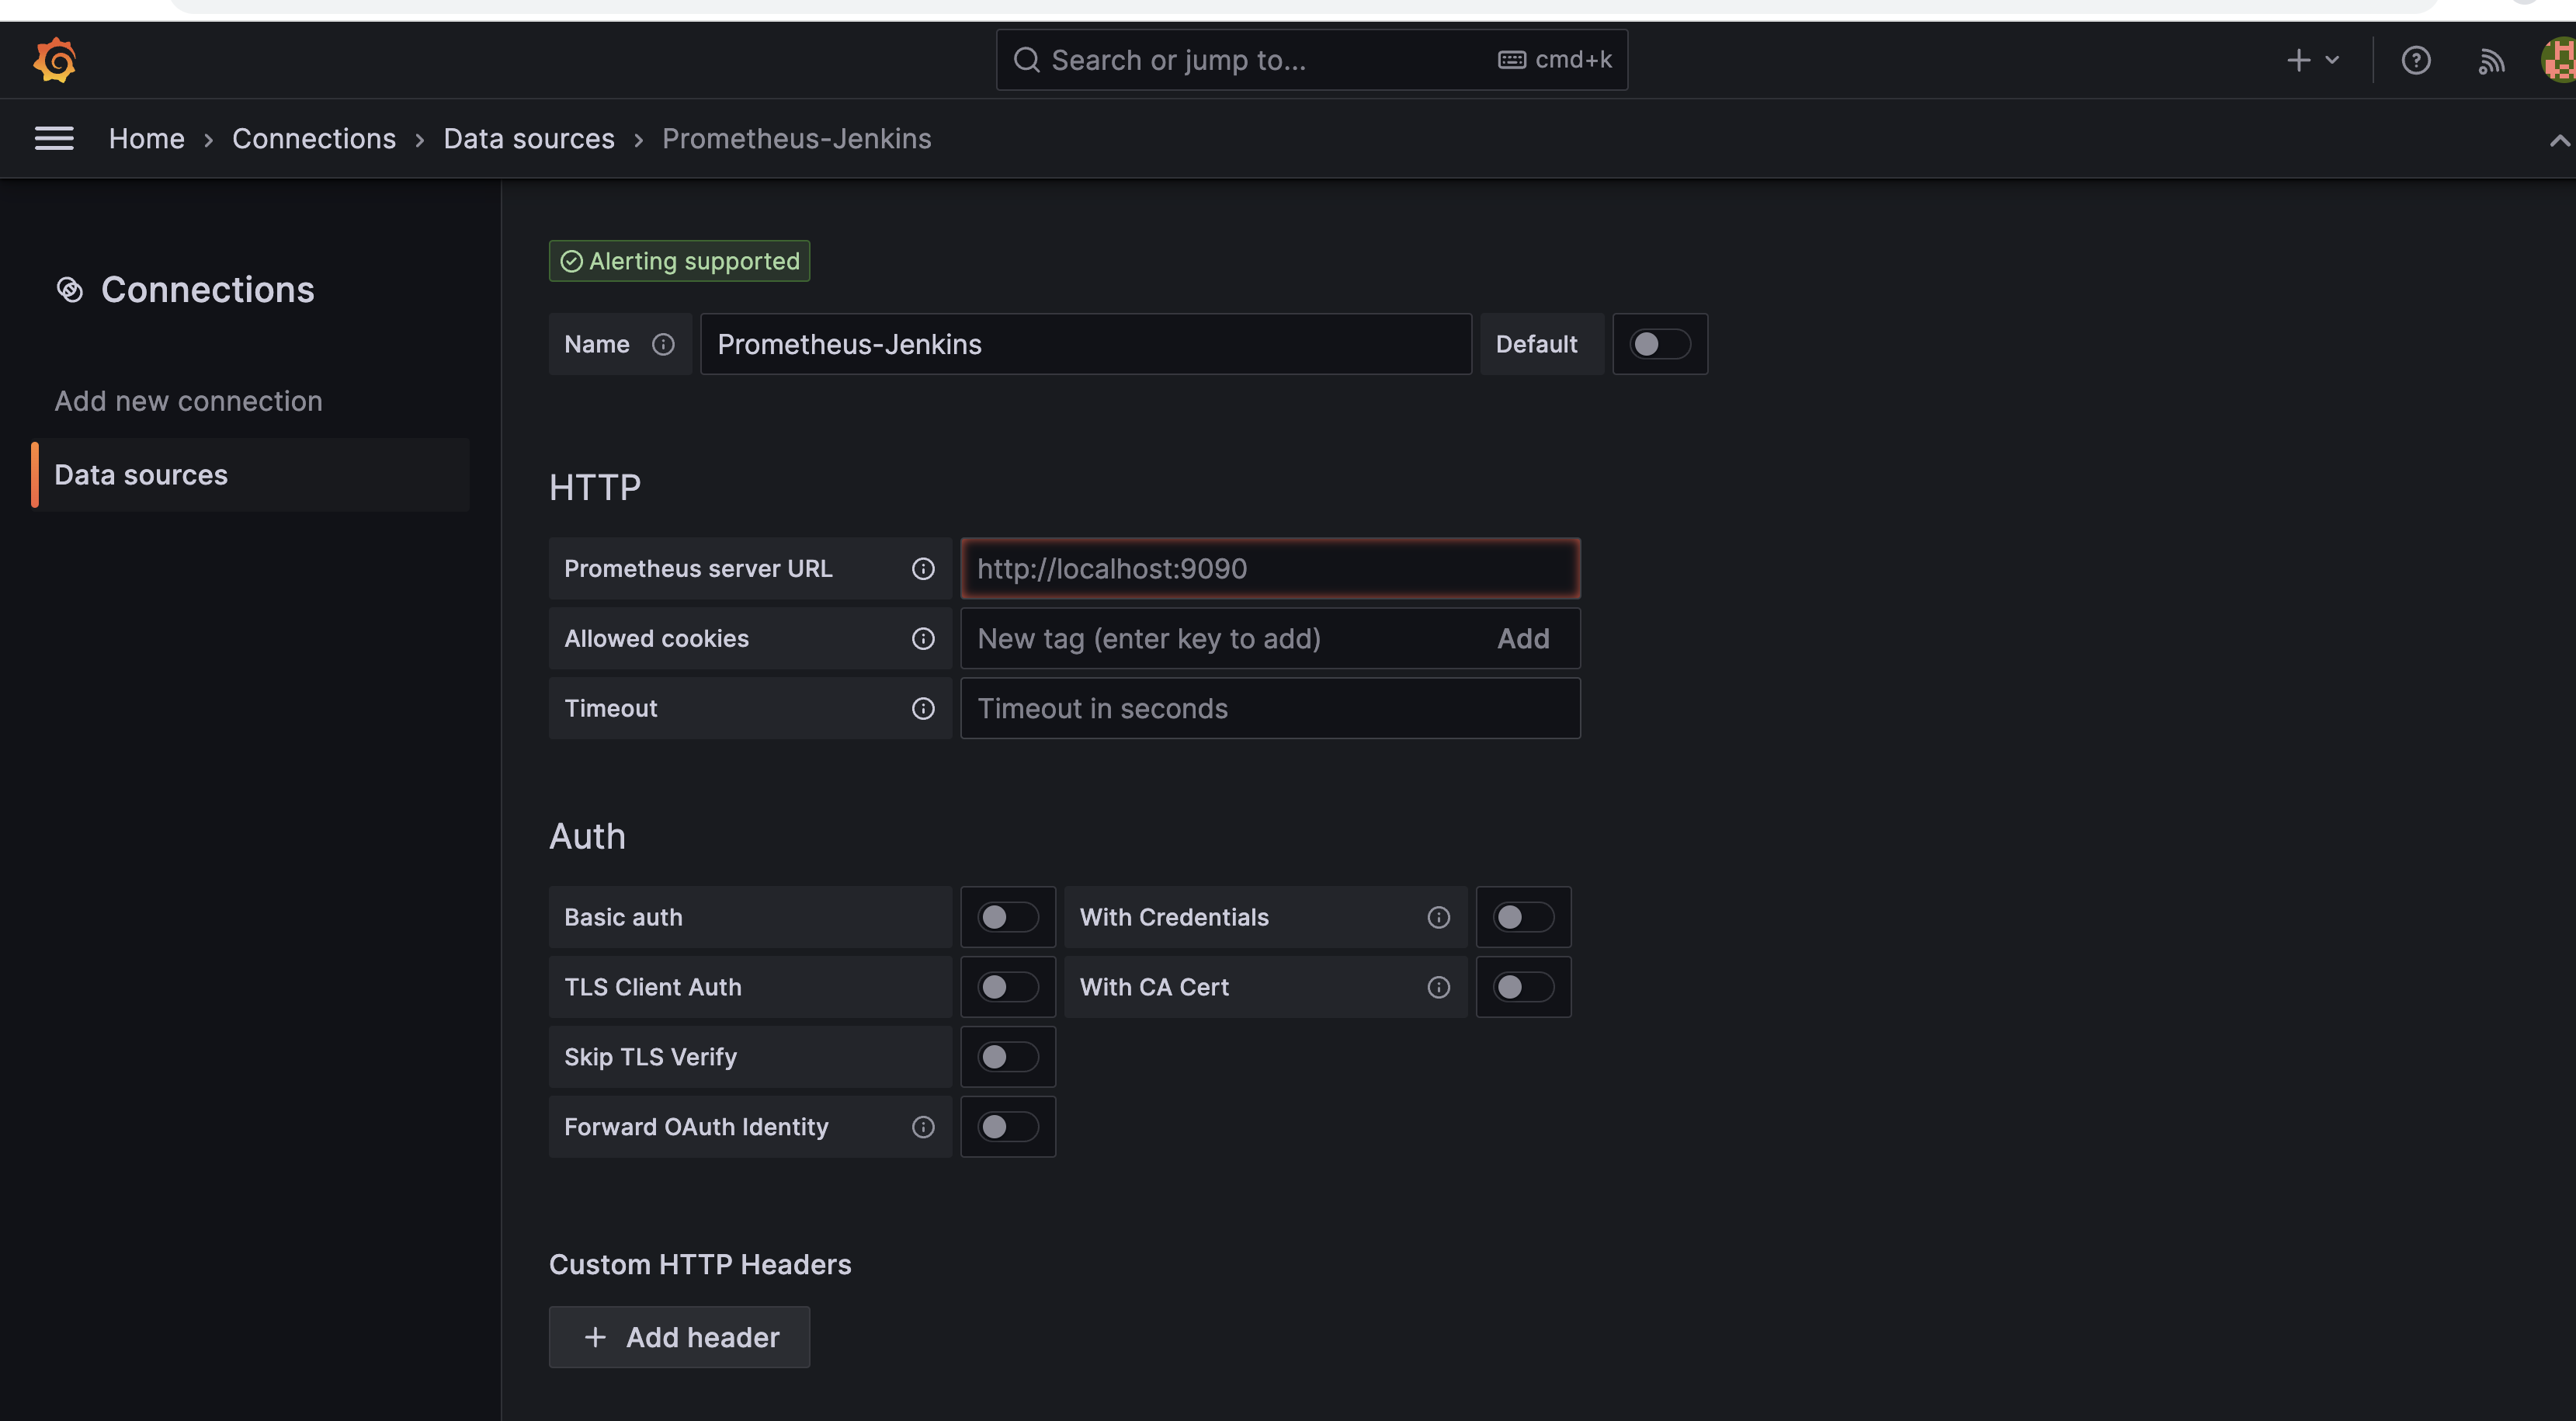 Search or jump to... cmd+k
Home › Connections › Data sources › Prometheus-Jenkins
Connections
Add new connection
Data sources
Alerting supported
Name Prometheus-Jenkins Default
HTTP
Prometheus server URL http://localhost:9090
Allowed cookies New tag (enter key to add) Add
Timeout Timeout in seconds
Auth
Basic auth With Credentials
TLS Client Auth With CA Cert
Skip TLS Verify
Forward OAuth Identity
Custom HTTP Headers
+ Add header